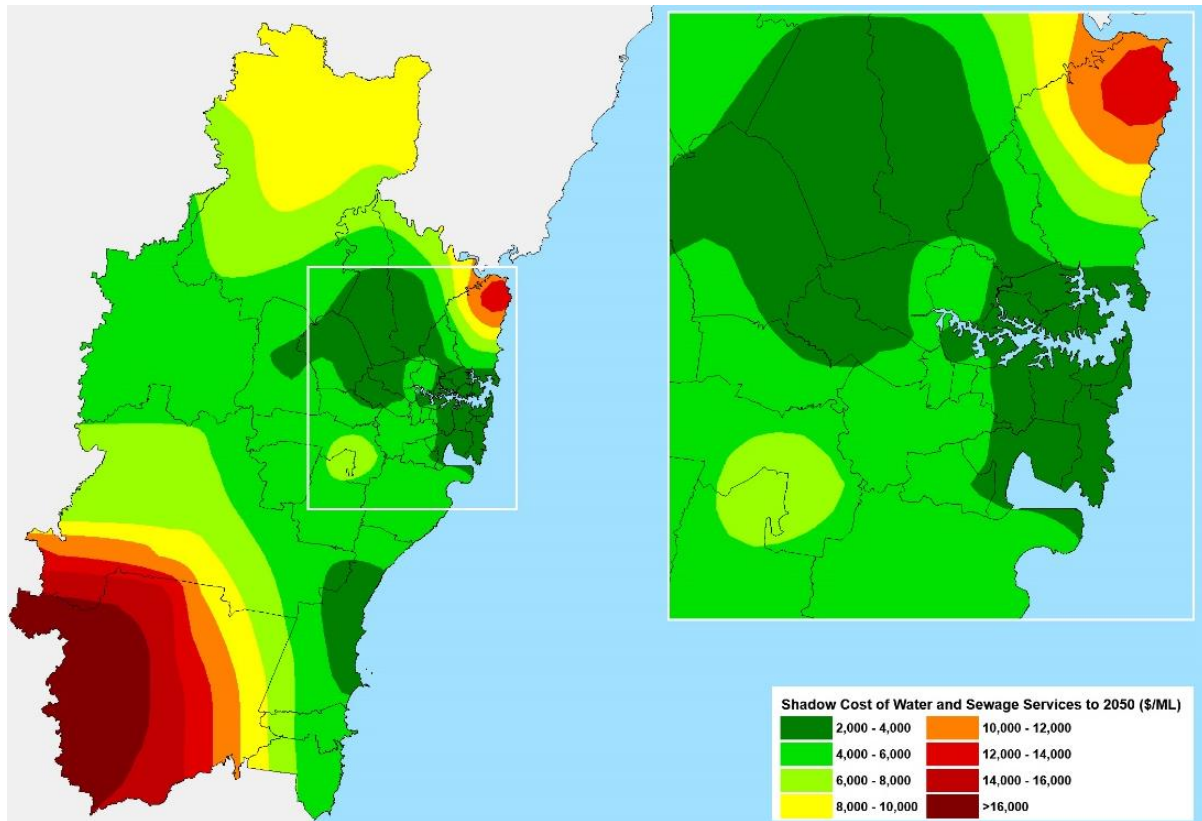 Shadow Cost of Water and Sewage Services to 2050 ($/ML)
2,000 - 4,000
4,000 - 6,000
6,000 - 8,000
8,000 - 10,000
10,000 - 12,000
12,000 - 14,000
14,000 - 16,000
>16,000